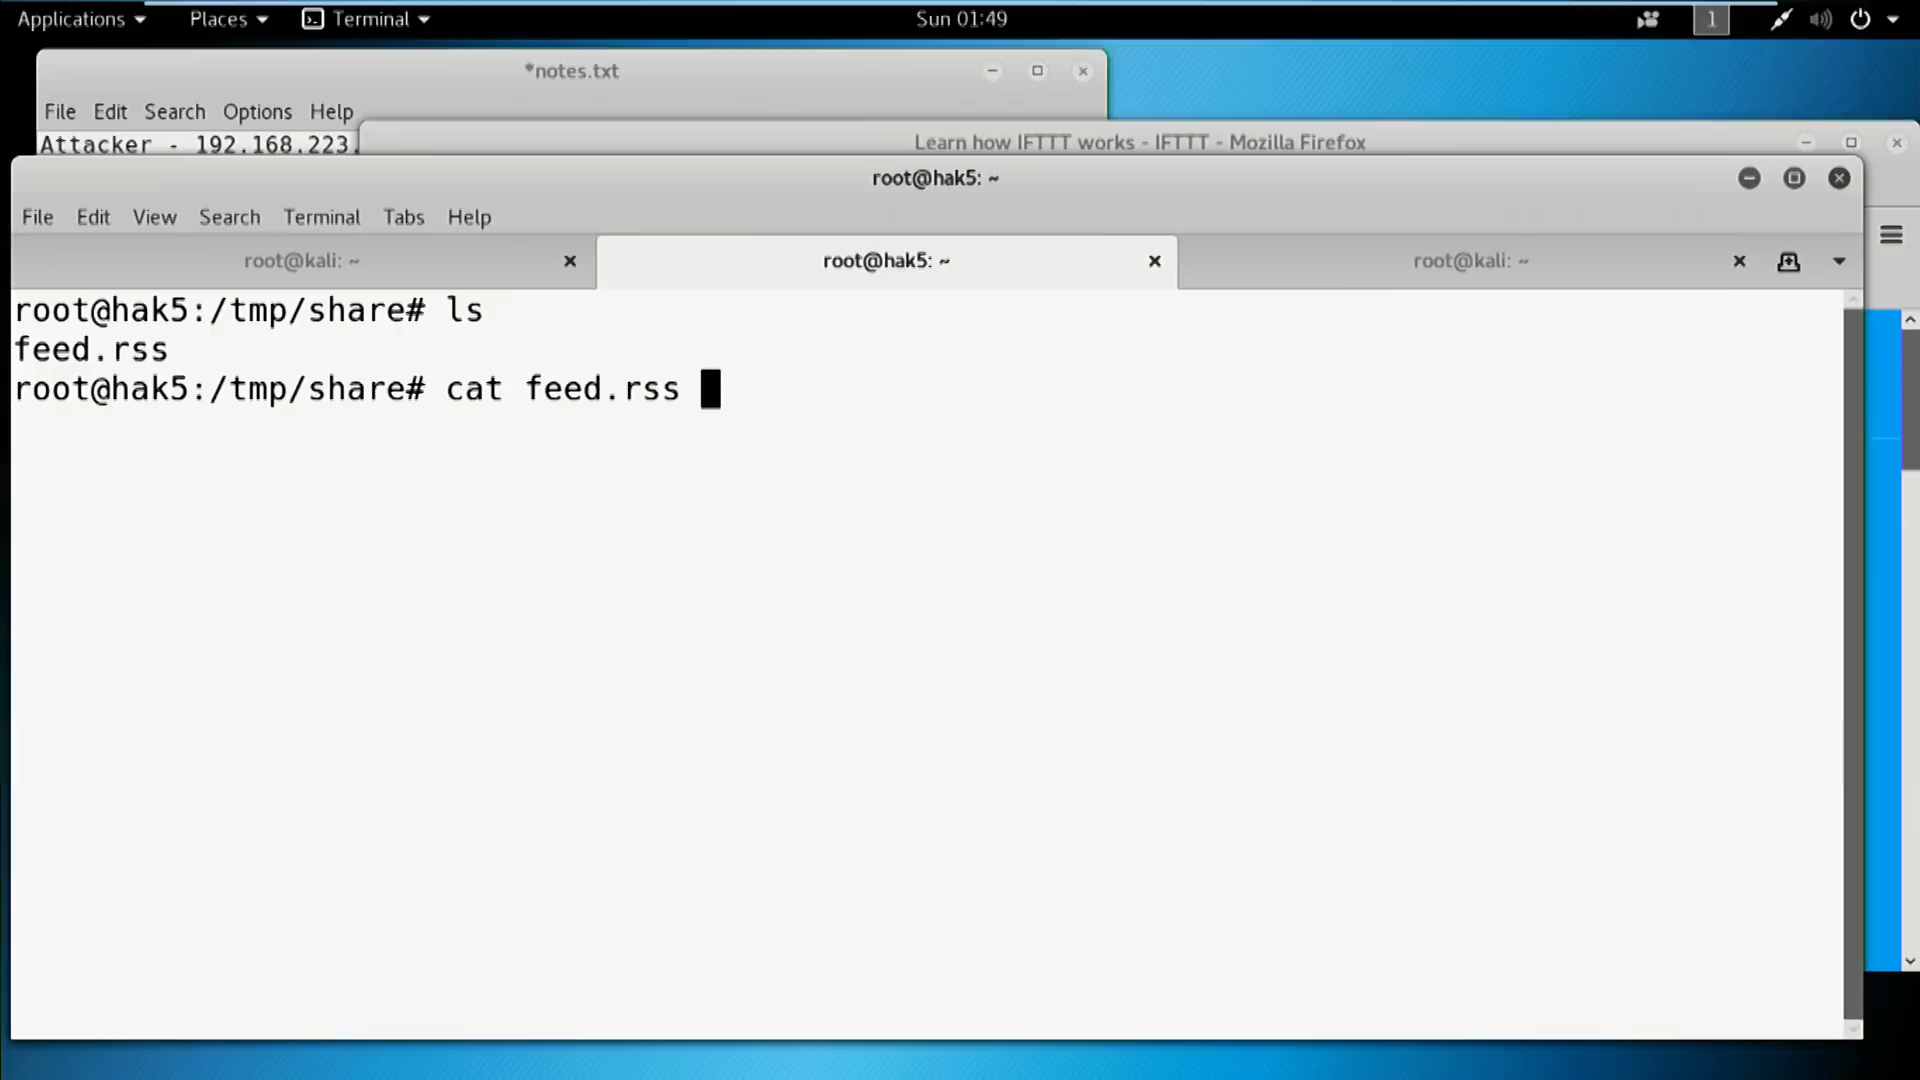 Applications Places Terminal Sun 01:49 1
*notes.txt
File Edit Search Options Help
Attacker - 192.168.223.
Learn how IFTTT works - IFTTT - Mozilla Firefox
root@hak5: ~
File Edit View Search Terminal Tabs Help
root@kali: ~ root@hak5: ~ root@kali: ~
root@hak5:/tmp/share# ls
feed.rss
root@hak5:/tmp/share# cat feed.rss